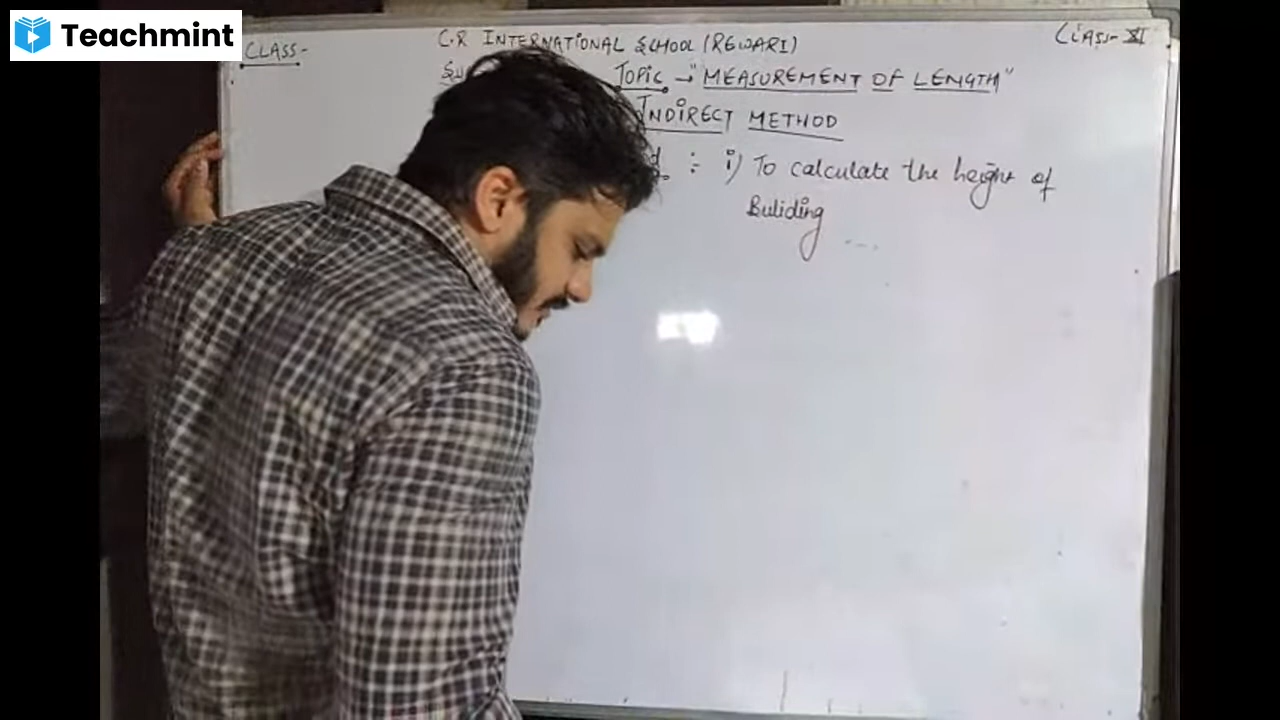 Teachmint
CLASS-
C.R INTERNATIONAL SCHOOL (REWARI)
CLASS-XI
TOPIC → "MEASUREMENT OF LENGTH"
INDIRECT METHOD
i) To calculate the height of
Buliding